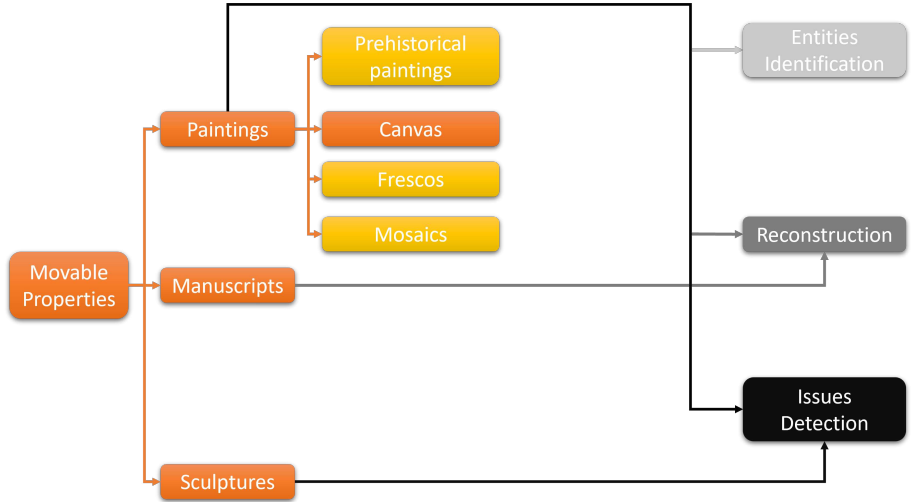 Prehistorical
paintings
Entities
Identification
Paintings
Canvas
Frescos
Mosaics
Reconstruction
Movable
Properties
Manuscripts
Issues
Detection
Sculptures